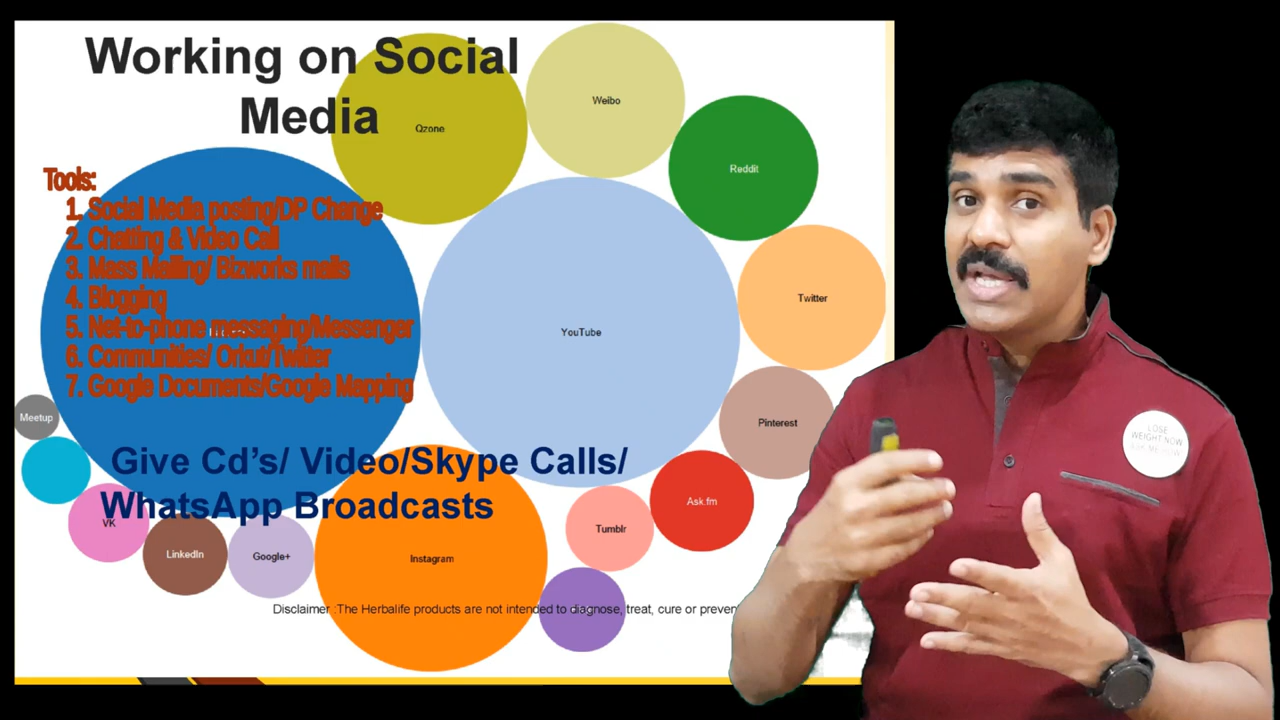 Working on Social
Media
Tools:
1. Social Media posting/DP Change
2. Chatting & Video Call
3. Mass Mailing/ Bizworks mails
4. Blogging
5. Net-to-phone messeging/Messenger
6. Communities/ Orkut/Twitter
7. Google Documents/Google Mapping
Give Cd's/ Video/Skype Calls/
WhatsApp Broadcasts
Qzone
Weibo
Reddit
Twitter
YouTube
Pinterest
Meetup
Ask.fm
VK
LinkedIn
Google+
Instagram
Tumblr
Disclaimer :The Herbalife products are not intended to diagnose, treat, cure or preven
LOSE
WEIGHT NOW
ASK ME HOW